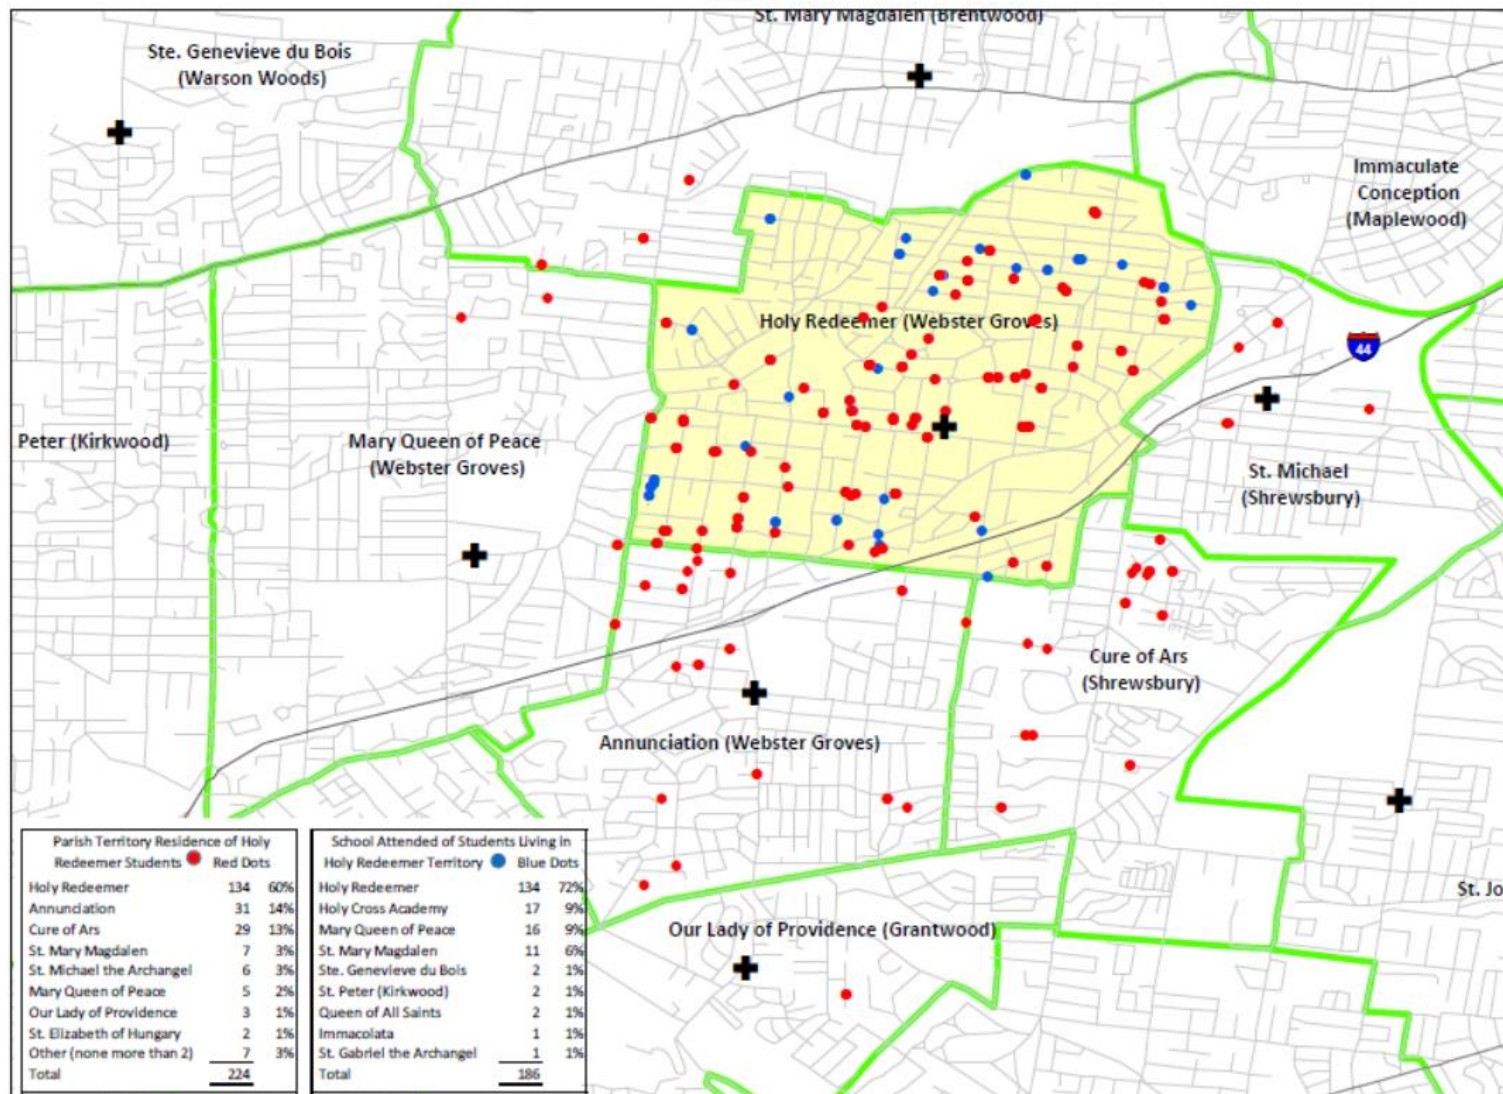 St. Mary Magdalen (Brentwood)
Ste. Genevieve du Bois
(Warson Woods)
Immaculate
Conception
(Maplewood)
Holy Redeemer (Webster Groves)
44
Peter (Kirkwood)
Mary Queen of Peace
(Webster Groves)
St. Michael
(Shrewsbury)
Cure of Ars
(Shrewsbury)
Annunciation (Webster Groves)
St. Jo
Our Lady of Providence (Grantwood)
Parish Territory Residence of Holy
Redeemer Students Red Dots
Holy Redeemer 134 60%
Annunciation 31 14%
Cure of Ars 29 13%
St. Mary Magdalen 7 3%
St. Michael the Archangel 6 3%
Mary Queen of Peace 5 2%
Our Lady of Providence 3 1%
St. Elizabeth of Hungary 2 1%
Other (none more than 2) 7 3%
Total 224
School Attended of Students Living in
Holy Redeemer Territory Blue Dots
Holy Redeemer 134 72%
Holy Cross Academy 17 9%
Mary Queen of Peace 16 9%
St. Mary Magdalen 11 6%
Ste. Genevieve du Bois 2 1%
St. Peter (Kirkwood) 2 1%
Queen of All Saints 2 1%
Immacolata 1 1%
St. Gabriel the Archangel 1 1%
Total 186